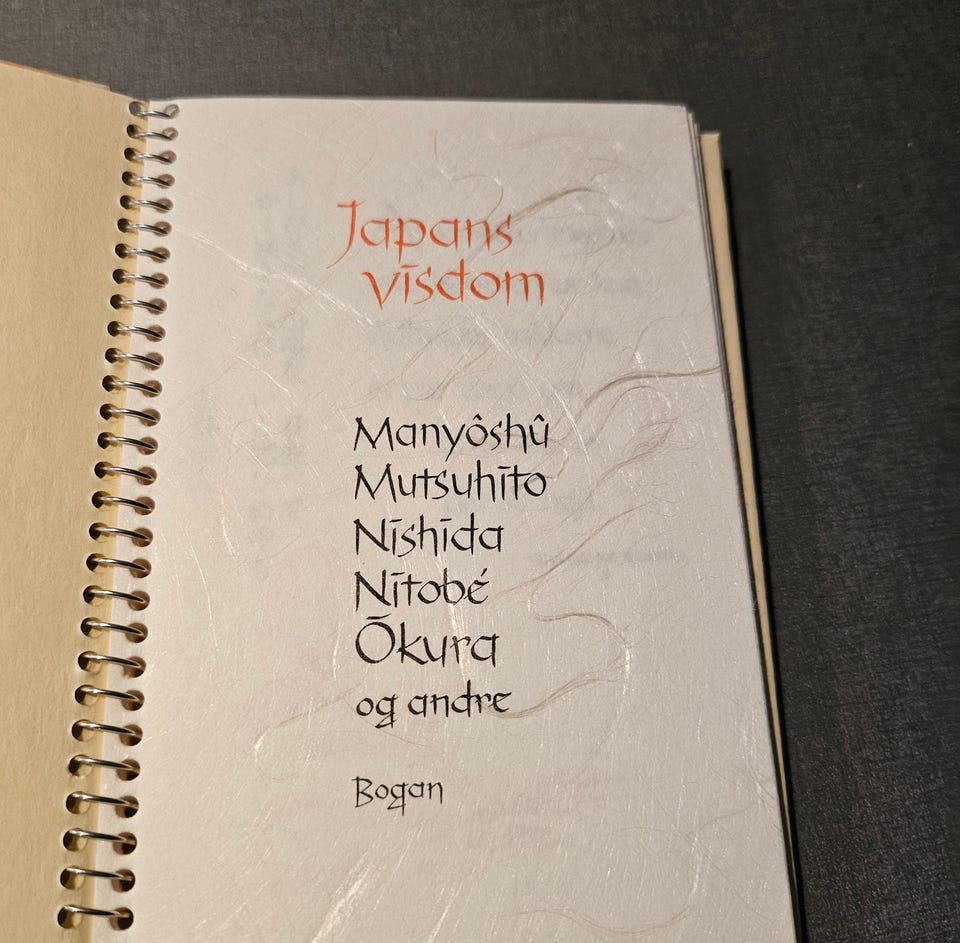 Japans
visdom
Manyôshû
Mutsuhito
Nishida
Nitobé
Ōkura
og andre
Bogan